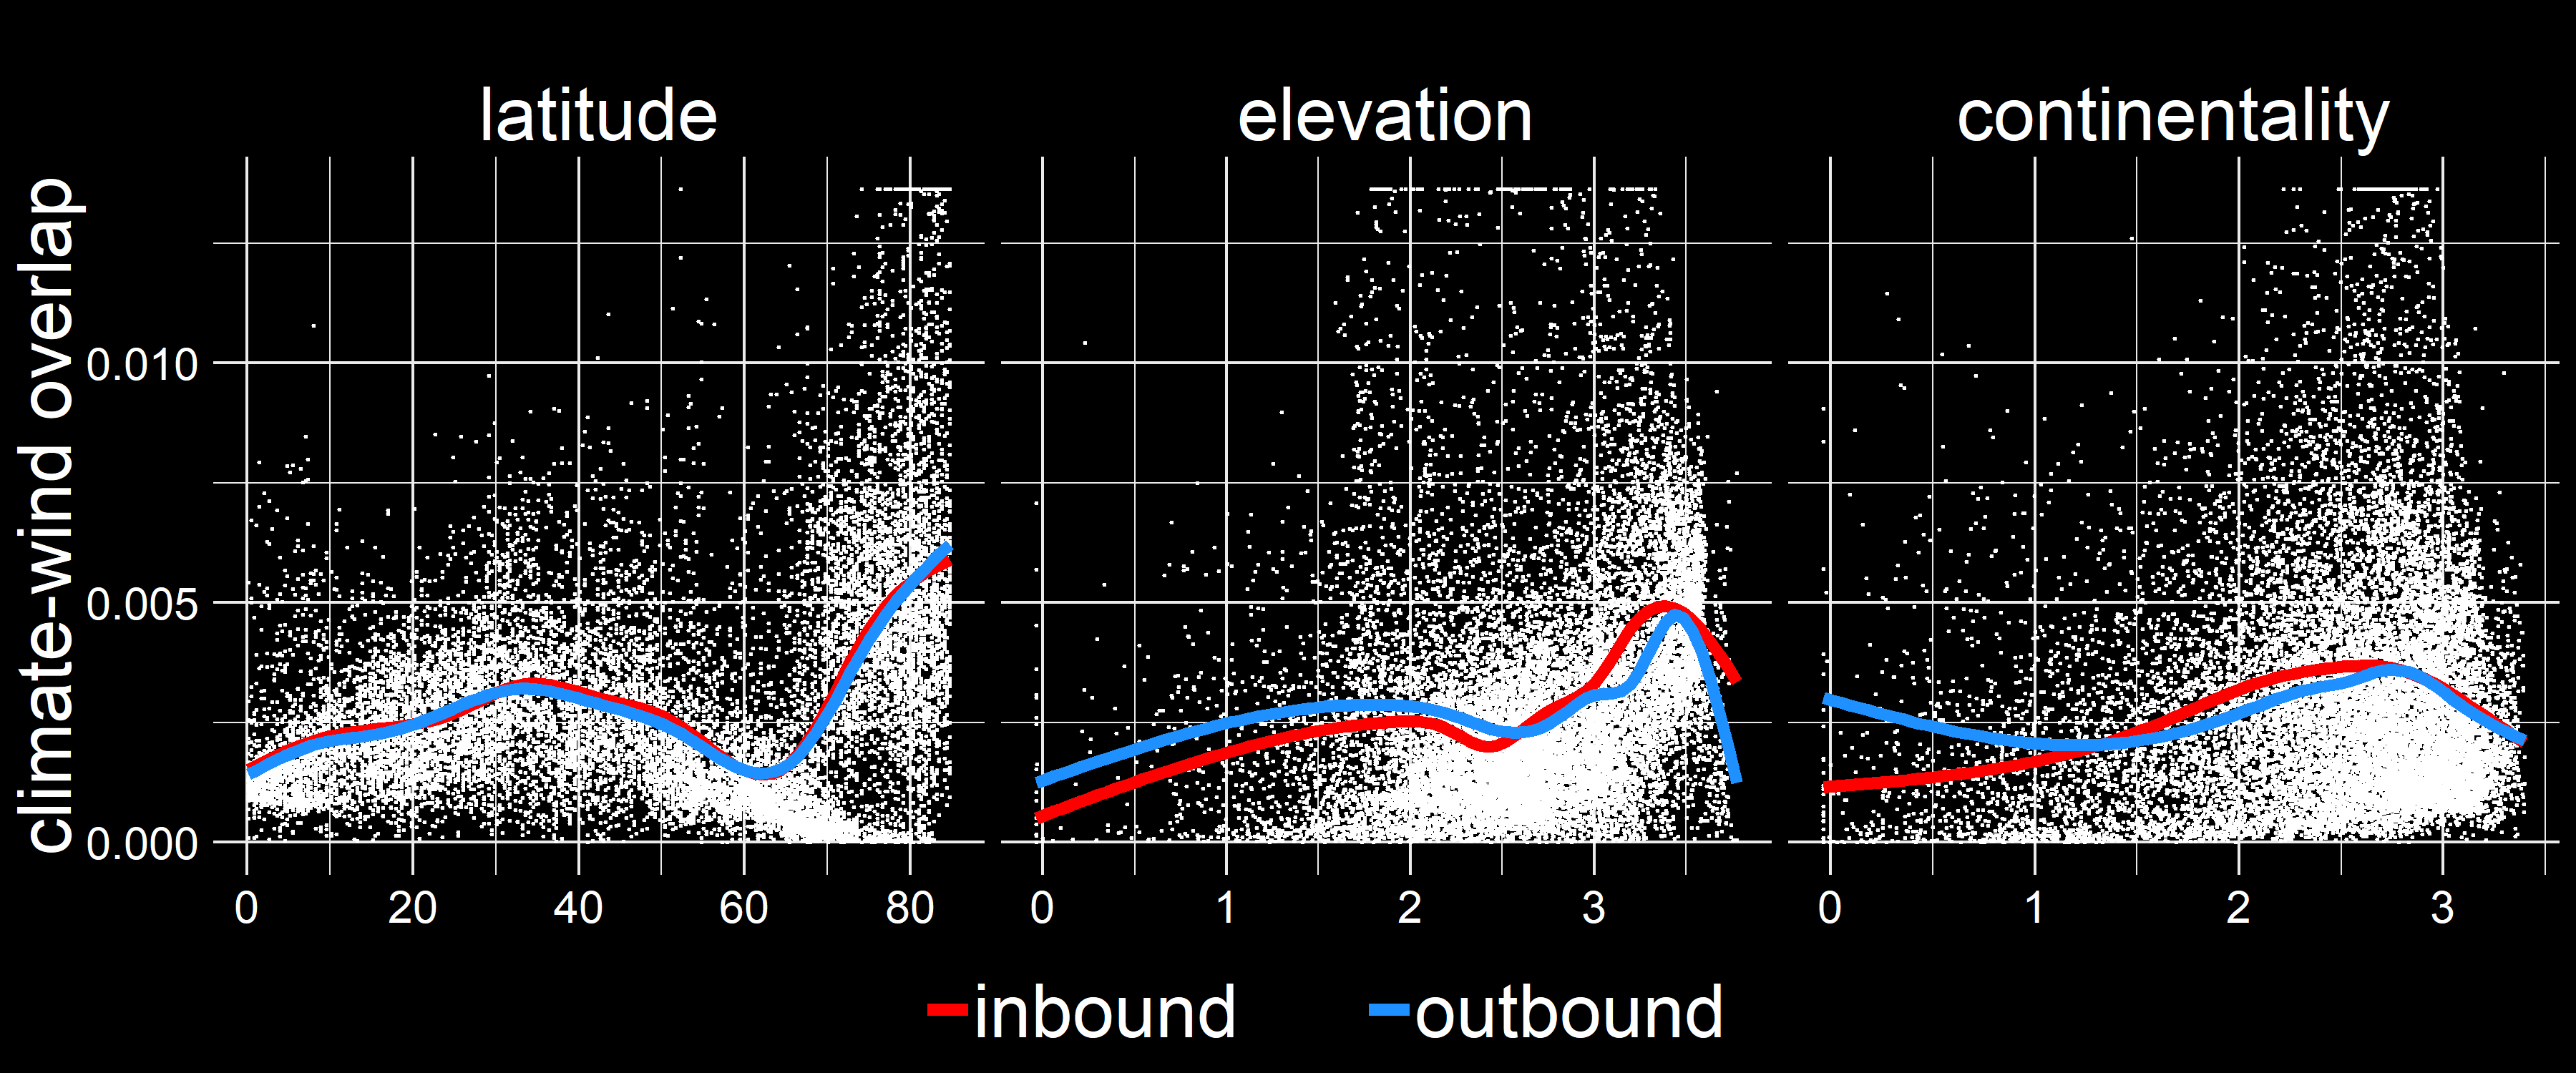 latitude elevation continentality
climate-wind overlap
0.010
0.005
0.000
0 20 40 60 80 0 1 2 3 0 1 2 3
inbound outbound